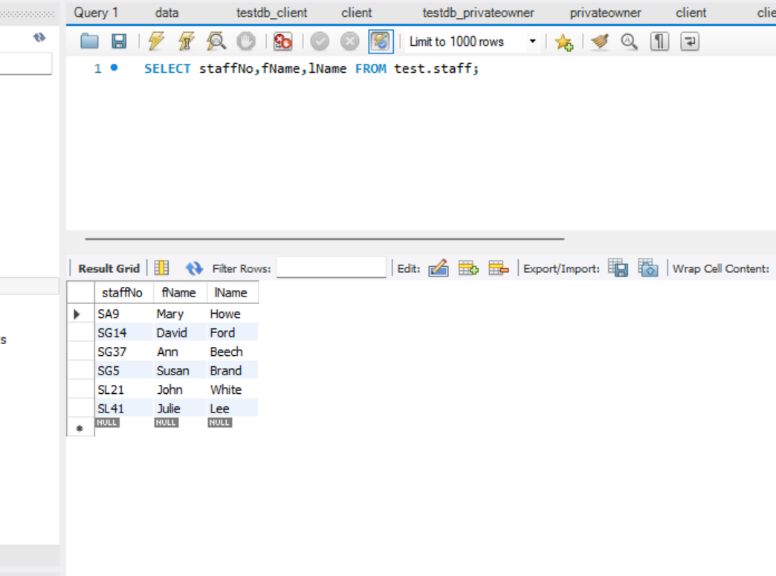 Query 1 data testdb_client client testdb_privateowner privateowner client clie
Limit to 1000 rows
1 SELECT staffNo,fName,lName FROM test.staff;
Result Grid Filter Rows: Edit: Export/Import: Wrap Cell Content:
staffNo fName lName
SA9 Mary Howe
SG14 David Ford
s
SG37 Ann Beech
SG5 Susan Brand
SL21 John White
SL41 Julie Lee
NULL NULL NULL